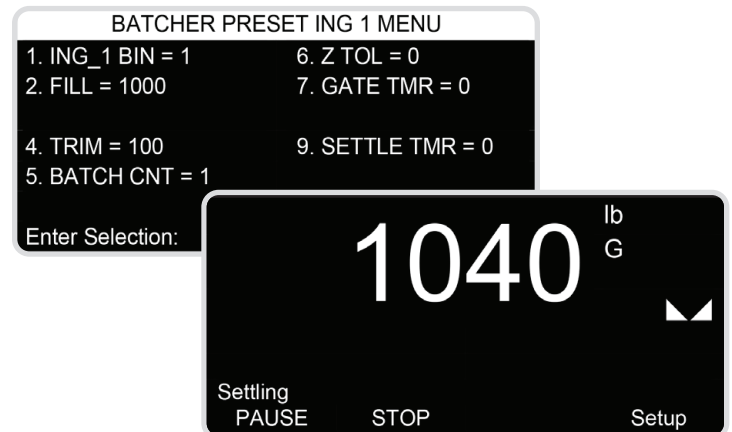 BATCHER PRESET ING 1 MENU
1. ING_1 BIN = 1
6. Z TOL = 0
2. FILL = 1000
7. GATE TMR = 0
4. TRIM = 100
9. SETTLE TMR = 0
5. BATCH CNT = 1
Enter Selection:
1040 lb
G
Settling
PAUSE STOP Setup